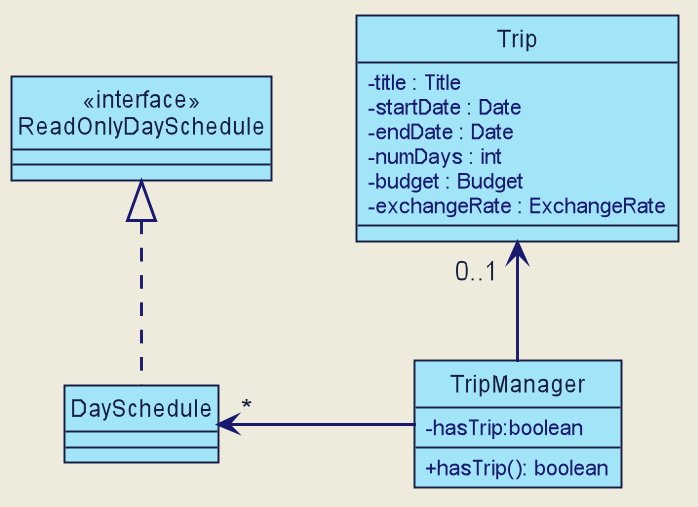 Trip
-title : Title
-startDate : Date
-endDate : Date
-numDays : int
-budget : Budget
-exchangeRate : ExchangeRate
«interface»
ReadOnlyDaySchedule
0..1
TripManager
-hasTrip:boolean
+hasTrip(): boolean
DaySchedule
*